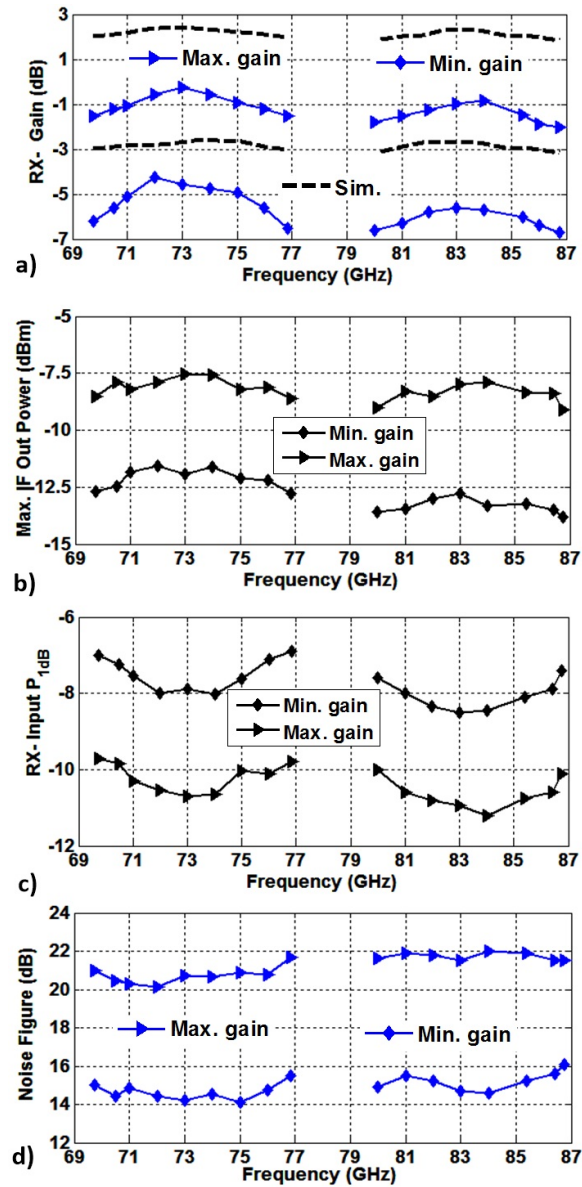 3
1
-1
-3
-5
-7
RX- Gain (dB)
Max. gain
Min. gain
Sim.
69 71 73 75 77 79 81 83 85 87
Frequency (GHz)
a)
-5
-7.5
-10
-12.5
-15
Max. IF Out Power (dBm)
Min. gain
Max. gain
69 71 73 75 77 79 81 83 85 87
Frequency (GHz)
b)
-6
-8
-10
-12
RX- Input P1dB
Min. gain
Max. gain
69 71 73 75 77 79 81 83 85 87
Frequency (GHz)
c)
24
22
20
18
16
14
12
Noise Figure (dB)
Max. gain
Min. gain
69 71 73 75 77 79 81 83 85 87
Frequency (GHz)
d)